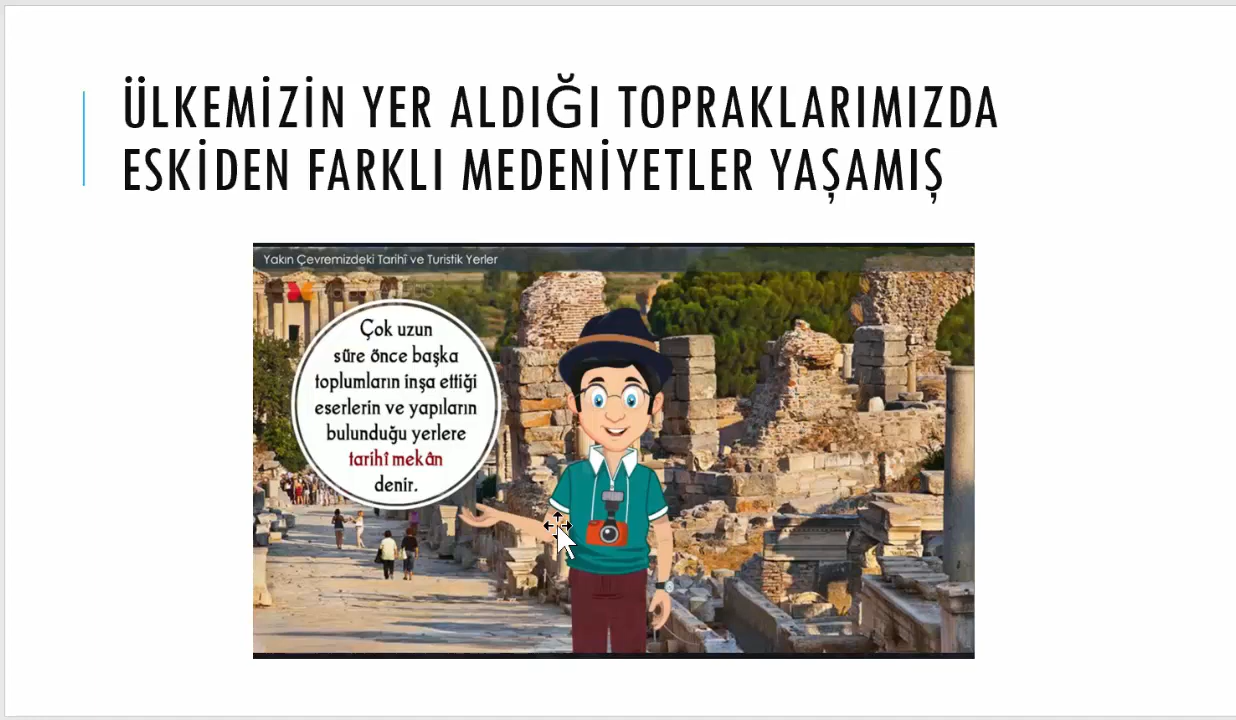 ÜLKEMİZİN YER ALDIĞI TOPRAKLARIMIZDA
ESKİDEN FARKLI MEDENİYETLER YAŞAMIŞ
Yakın Çevremizdeki Tarihî ve Turistik Yerler
Çok uzun
süre önce başka
toplumların inşa ettiği
eserlerin ve yapıların
bulunduğu yerlere
tarihî mekân
denir.